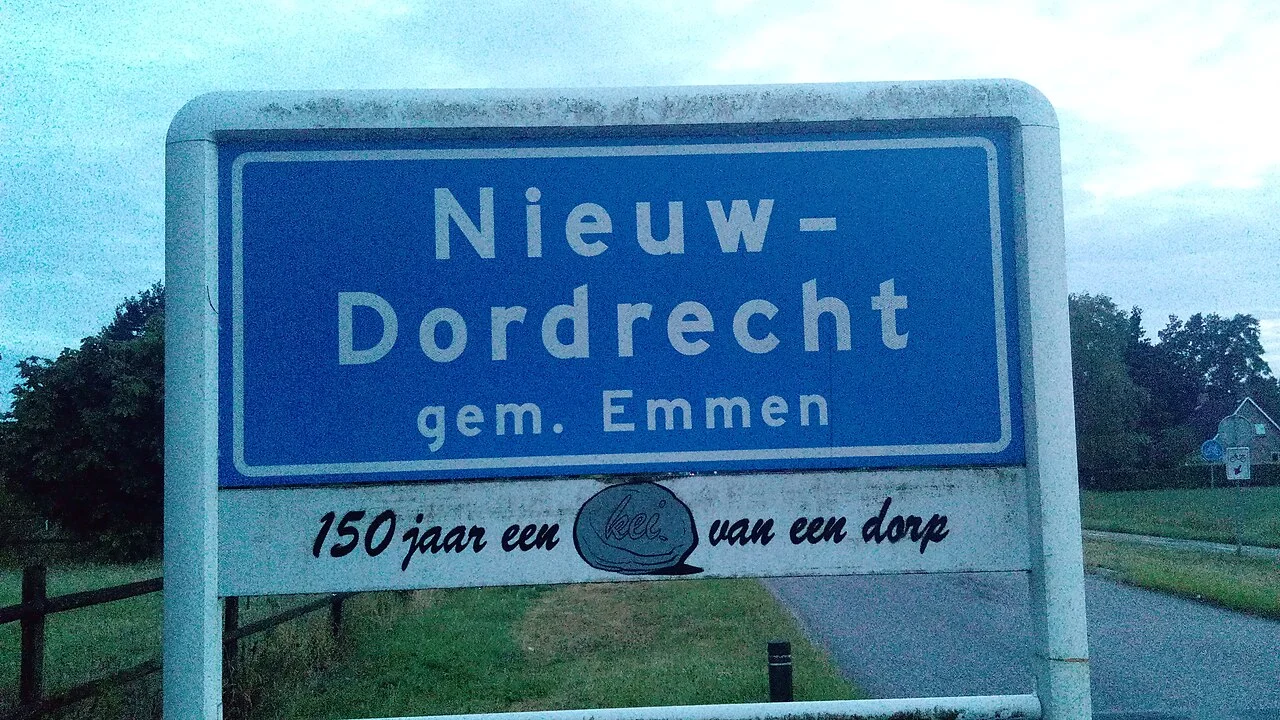 Nieuw-
Dordrecht
gem. Emmen
150 jaar een kei van een dorp